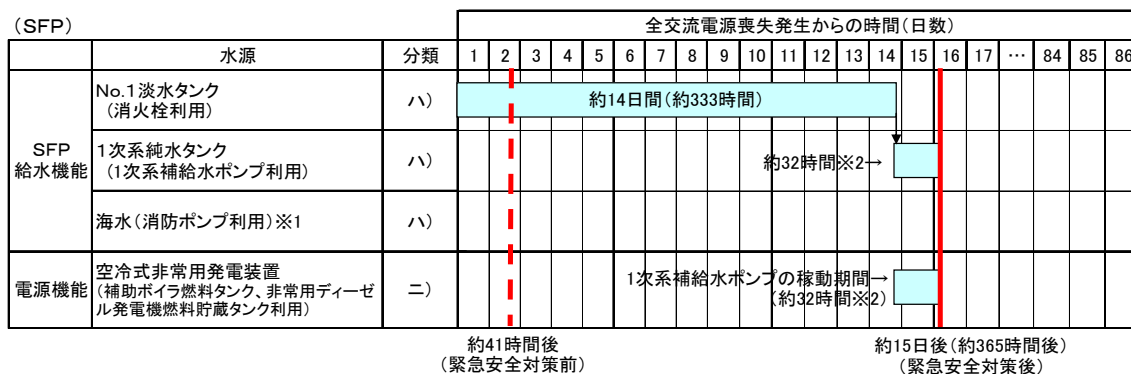 (SFP)
全交流電源喪失発生からの時間(日数)
水源 分類 1 2 3 4 5 6 7 8 9 10 11 12 13 14 15 16 17 … 84 85 86
SFP
給水機能
No.1淡水タンク
(消火栓利用)
ハ)
約14日間(約333時間)
1次系純水タンク
(1次系補給水ポンプ利用)
ハ)
約32時間※2→
海水(消防ポンプ利用)※1
ハ)
電源機能
空冷式非常用発電装置
(補助ボイラ燃料タンク、非常用ディーゼ
ル発電機燃料貯蔵タンク利用)
ニ)
1次系補給水ポンプの稼動期間→
(約32時間※2)
約41時間後
(緊急安全対策前)
約15日後(約365時間後)
(緊急安全対策後)